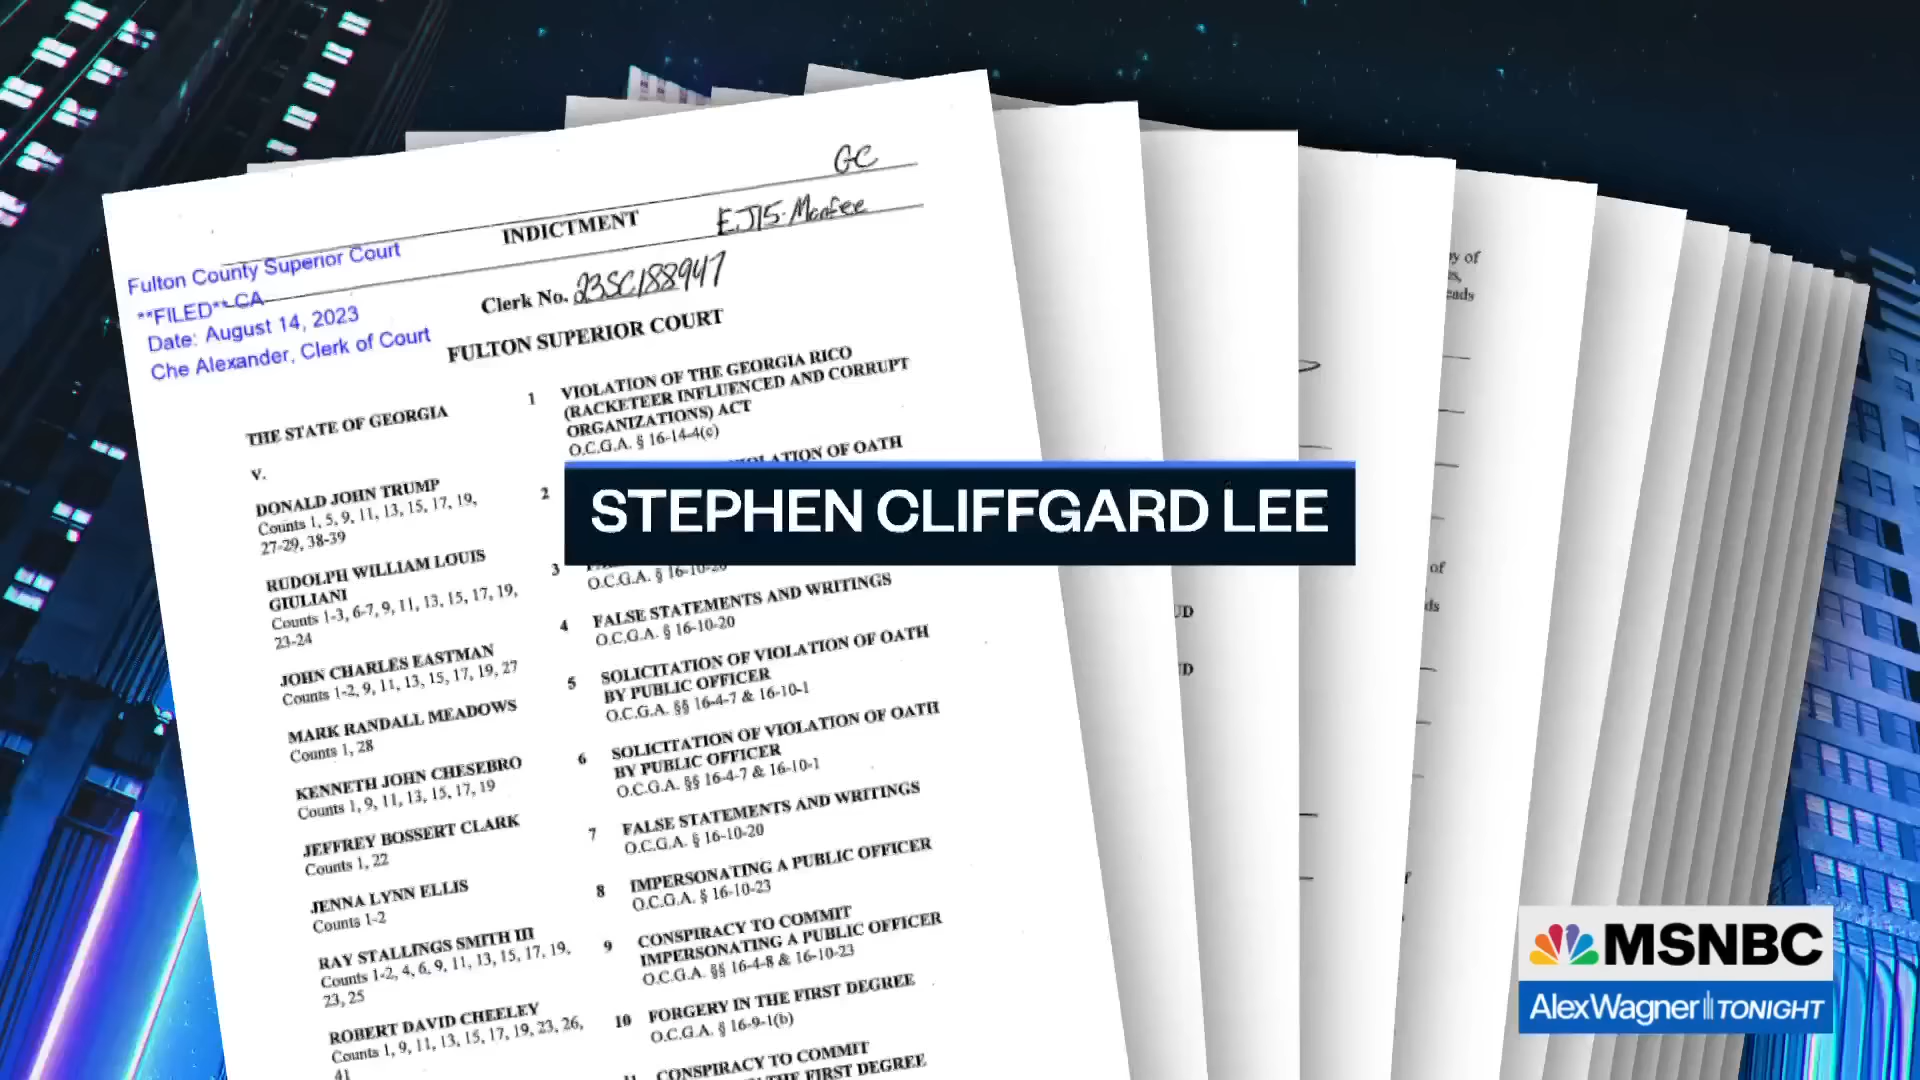 GC
INDICTMENT
EJ15-McAfee
Fulton County Superior Court
**FILED**CA
Date: August 14, 2023
Che Alexander, Clerk of Court
Clerk No. 23SC188947
FULTON SUPERIOR COURT
THE STATE OF GEORGIA
V.
DONALD JOHN TRUMP
Counts 1, 5, 9, 11, 13, 15, 17, 19,
27-29, 38-39
RUDOLPH WILLIAM LOUIS
GIULIANI
Counts 1-3, 6-7, 9, 11, 13, 15, 17, 19,
23-24
JOHN CHARLES EASTMAN
Counts 1-2, 9, 11, 13, 15, 17, 19, 27
MARK RANDALL MEADOWS
Counts 1, 28
KENNETH JOHN CHESEBRO
Counts 1, 9, 11, 13, 15, 17, 19
JEFFREY BOSSERT CLARK
Counts 1, 22
JENNA LYNN ELLIS
Counts 1-2
RAY STALLINGS SMITH III
Counts 1-2, 4, 6, 9, 11, 13, 15, 17, 19,
23, 25
ROBERT DAVID CHEELEY
Counts 1, 9, 11, 13, 15, 17, 19, 23, 26,
41
1 VIOLATION OF THE GEORGIA RICO
(RACKETEER INFLUENCED AND CORRUPT
ORGANIZATIONS) ACT
O.C.G.A. § 16-14-4(c)
2 VIOLATION OF OATH
STEPHEN CLIFFGARD LEE
3
O.C.G.A. § 16-10-20
4 FALSE STATEMENTS AND WRITINGS
O.C.G.A. § 16-10-20
5 SOLICITATION OF VIOLATION OF OATH
BY PUBLIC OFFICER
O.C.G.A. §§ 16-4-7 & 16-10-1
6 SOLICITATION OF VIOLATION OF OATH
BY PUBLIC OFFICER
O.C.G.A. §§ 16-4-7 & 16-10-1
7 FALSE STATEMENTS AND WRITINGS
O.C.G.A. § 16-10-20
8 IMPERSONATING A PUBLIC OFFICER
O.C.G.A. § 16-10-23
9 CONSPIRACY TO COMMIT
IMPERSONATING A PUBLIC OFFICER
O.C.G.A. §§ 16-4-8 & 16-10-23
10 FORGERY IN THE FIRST DEGREE
O.C.G.A. § 16-9-1(b)
11 CONSPIRACY TO COMMIT
THE FIRST DEGREE
of
of
MSNBC
AlexWagner TONIGHT